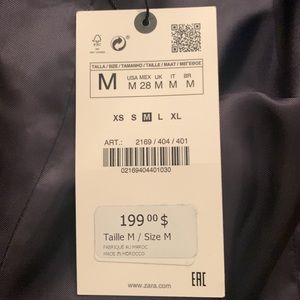 TALLA / SIZE / TAMANHO / TAILLE / MAAT / ΜΕΓΕΘΟΣ
M
USA MEX UK IT BR
M 28 M M M
XS S M L XL
ART.: 2169 / 404 / 401
02169404401030
199.00 $
Taille M / Size M
FABRIQUÉ AU MAROC
MADE IN MOROCCO
EAC
www.zara.com